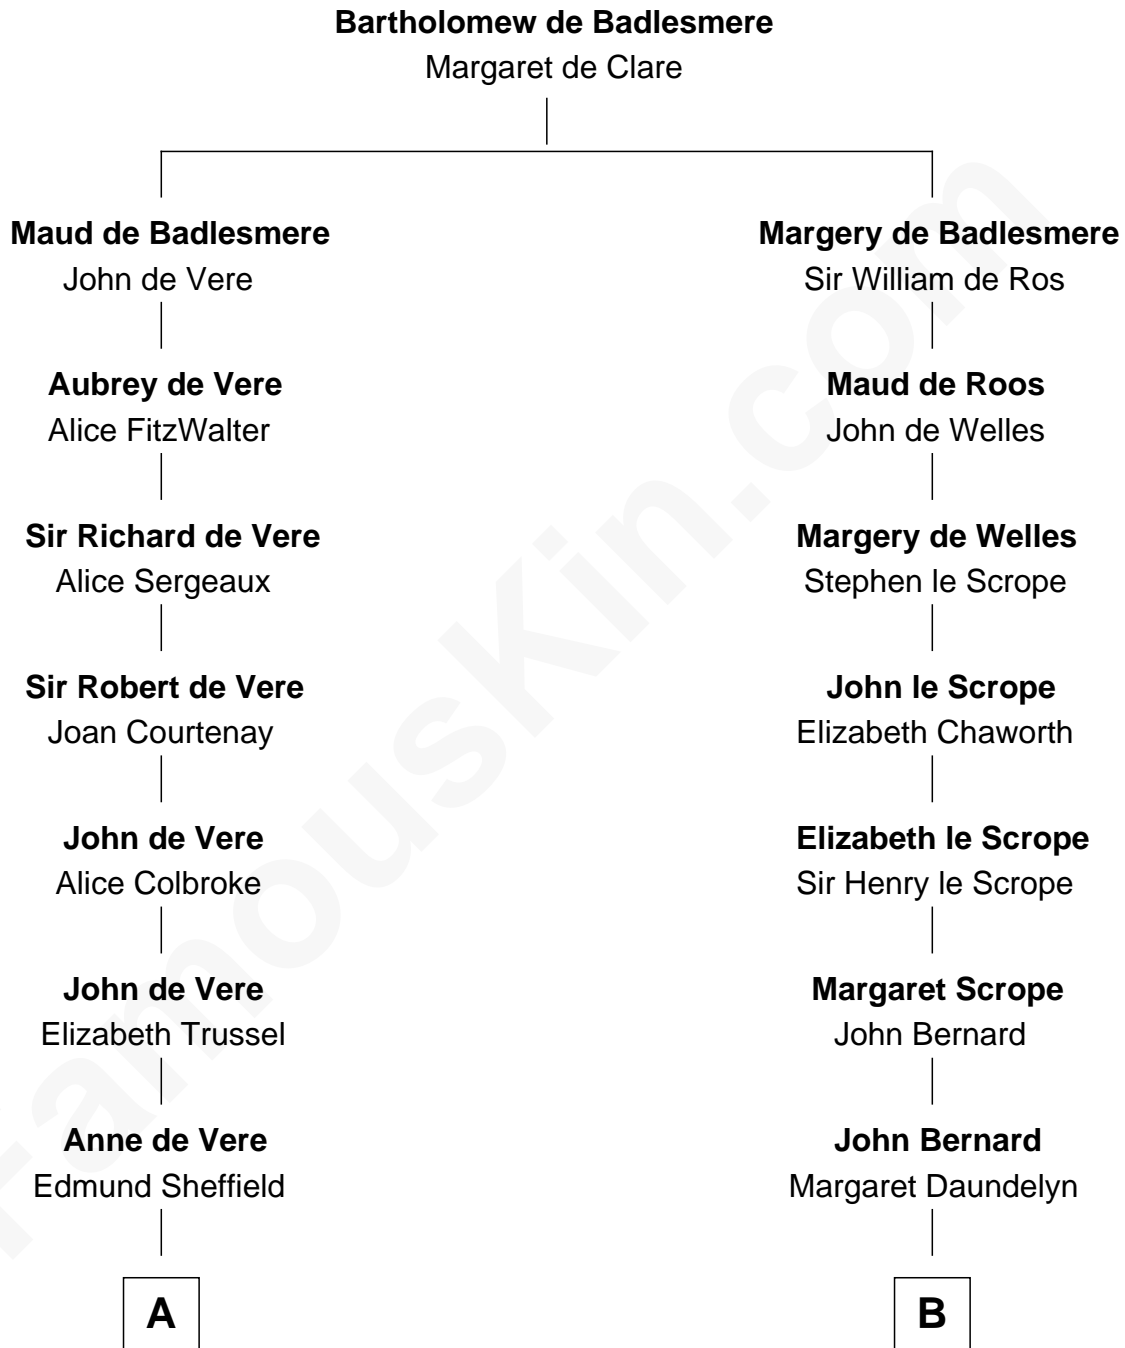 Bartholomew de Badlesmere
Margaret de Clare
Maud de Badlesmere
John de Vere
Margery de Badlesmere
Sir William de Ros
Aubrey de Vere
Alice FitzWalter
Maud de Roos
John de Welles
Sir Richard de Vere
Alice Sergeaux
Margery de Welles
Stephen le Scrope
Sir Robert de Vere
Joan Courtenay
John le Scrope
Elizabeth Chaworth
John de Vere
Alice Colbroke
Elizabeth le Scrope
Sir Henry le Scrope
John de Vere
Elizabeth Trussel
Margaret Scrope
John Bernard
Anne de Vere
Edmund Sheffield
John Bernard
Margaret Daundelyn
A
B
FamousKin.com